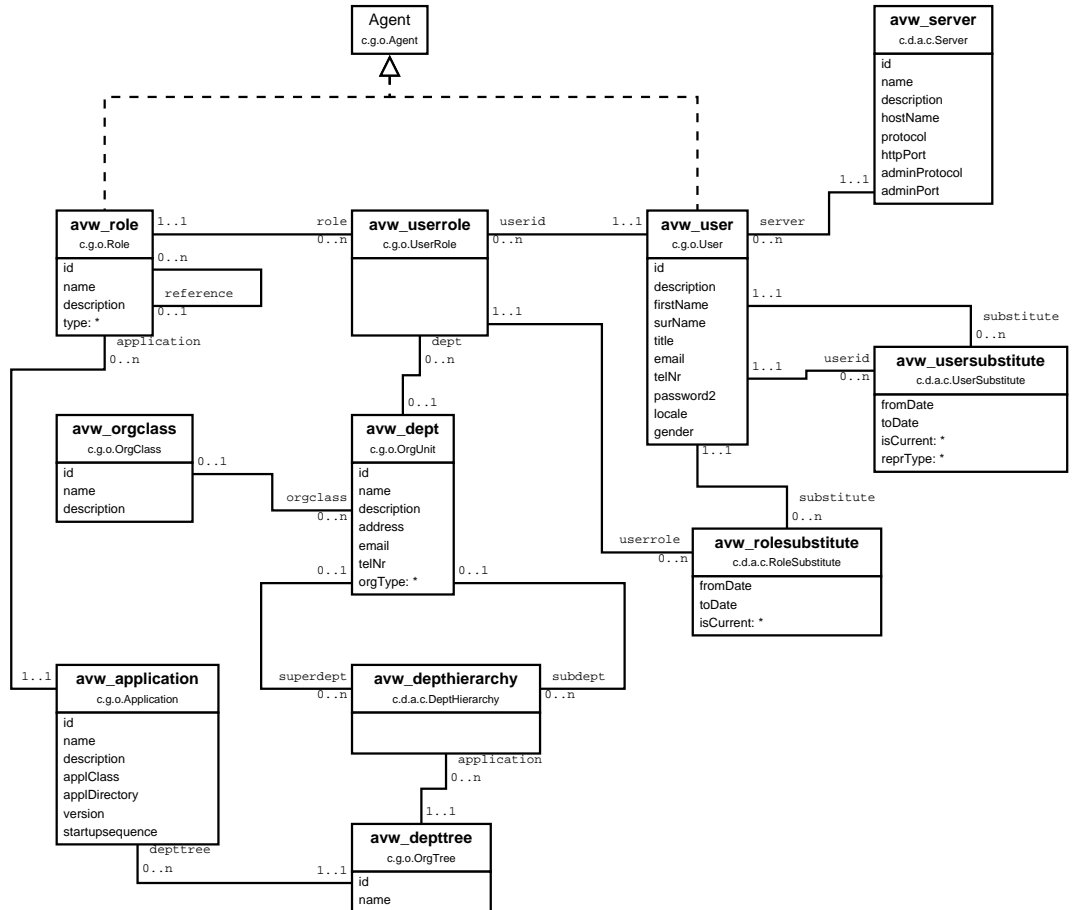 Agent
c.g.o.Agent
avw_server
c.d.a.c.Server
id
name
description
hostName
protocol
httpPort
adminProtocol
adminPort
1..1
avw_role
c.g.o.Role
id
name
description
type: *
1..1
role
0..n
0..n
reference
0..1
avw_userrole
c.g.o.UserRole
userid
0..n
1..1
1..1
avw_user
c.g.o.User
id
description
firstName
surName
title
email
telNr
password2
locale
gender
server
0..n
1..1
substitute
0..n
userid
1..1
0..n
avw_usersubstitute
c.d.a.c.UserSubstitute
fromDate
toDate
isCurrent: *
reprType: *
application
0..n
dept
0..n
0..1
avw_orgclass
c.g.o.OrgClass
id
name
description
0..1
orgclass
0..n
avw_dept
c.g.o.OrgUnit
id
name
description
address
email
telNr
orgType: *
1..1
substitute
0..n
userrole
0..n
avw_rolesubstitute
c.d.a.c.RoleSubstitute
fromDate
toDate
isCurrent: *
0..1
0..1
1..1
avw_application
c.g.o.Application
id
name
description
applClass
applDirectory
version
startupsequence
superdept
0..n
avw_depthierarchy
c.d.a.c.DeptHierarchy
subdept
0..n
application
0..n
1..1
depttree
0..n
1..1
avw_depttree
c.g.o.OrgTree
id
name